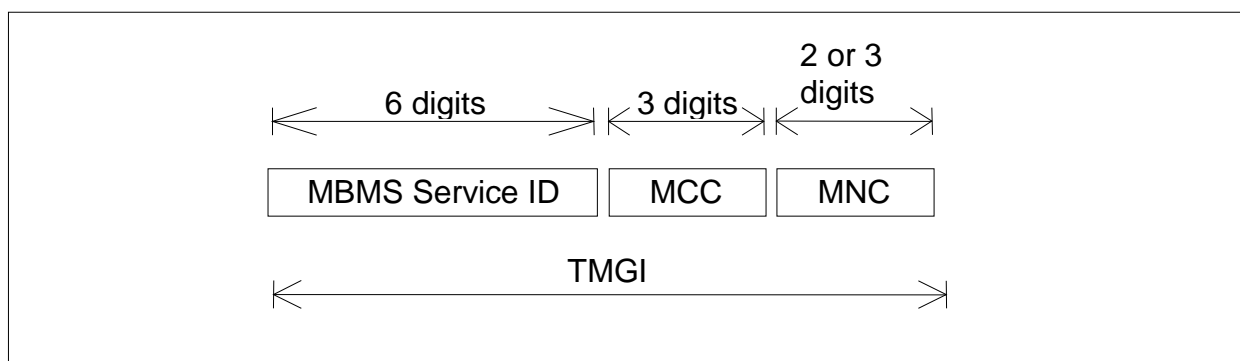 2 or 3
digits
6 digits
3 digits
MBMS Service ID
MCC
MNC
TMGI